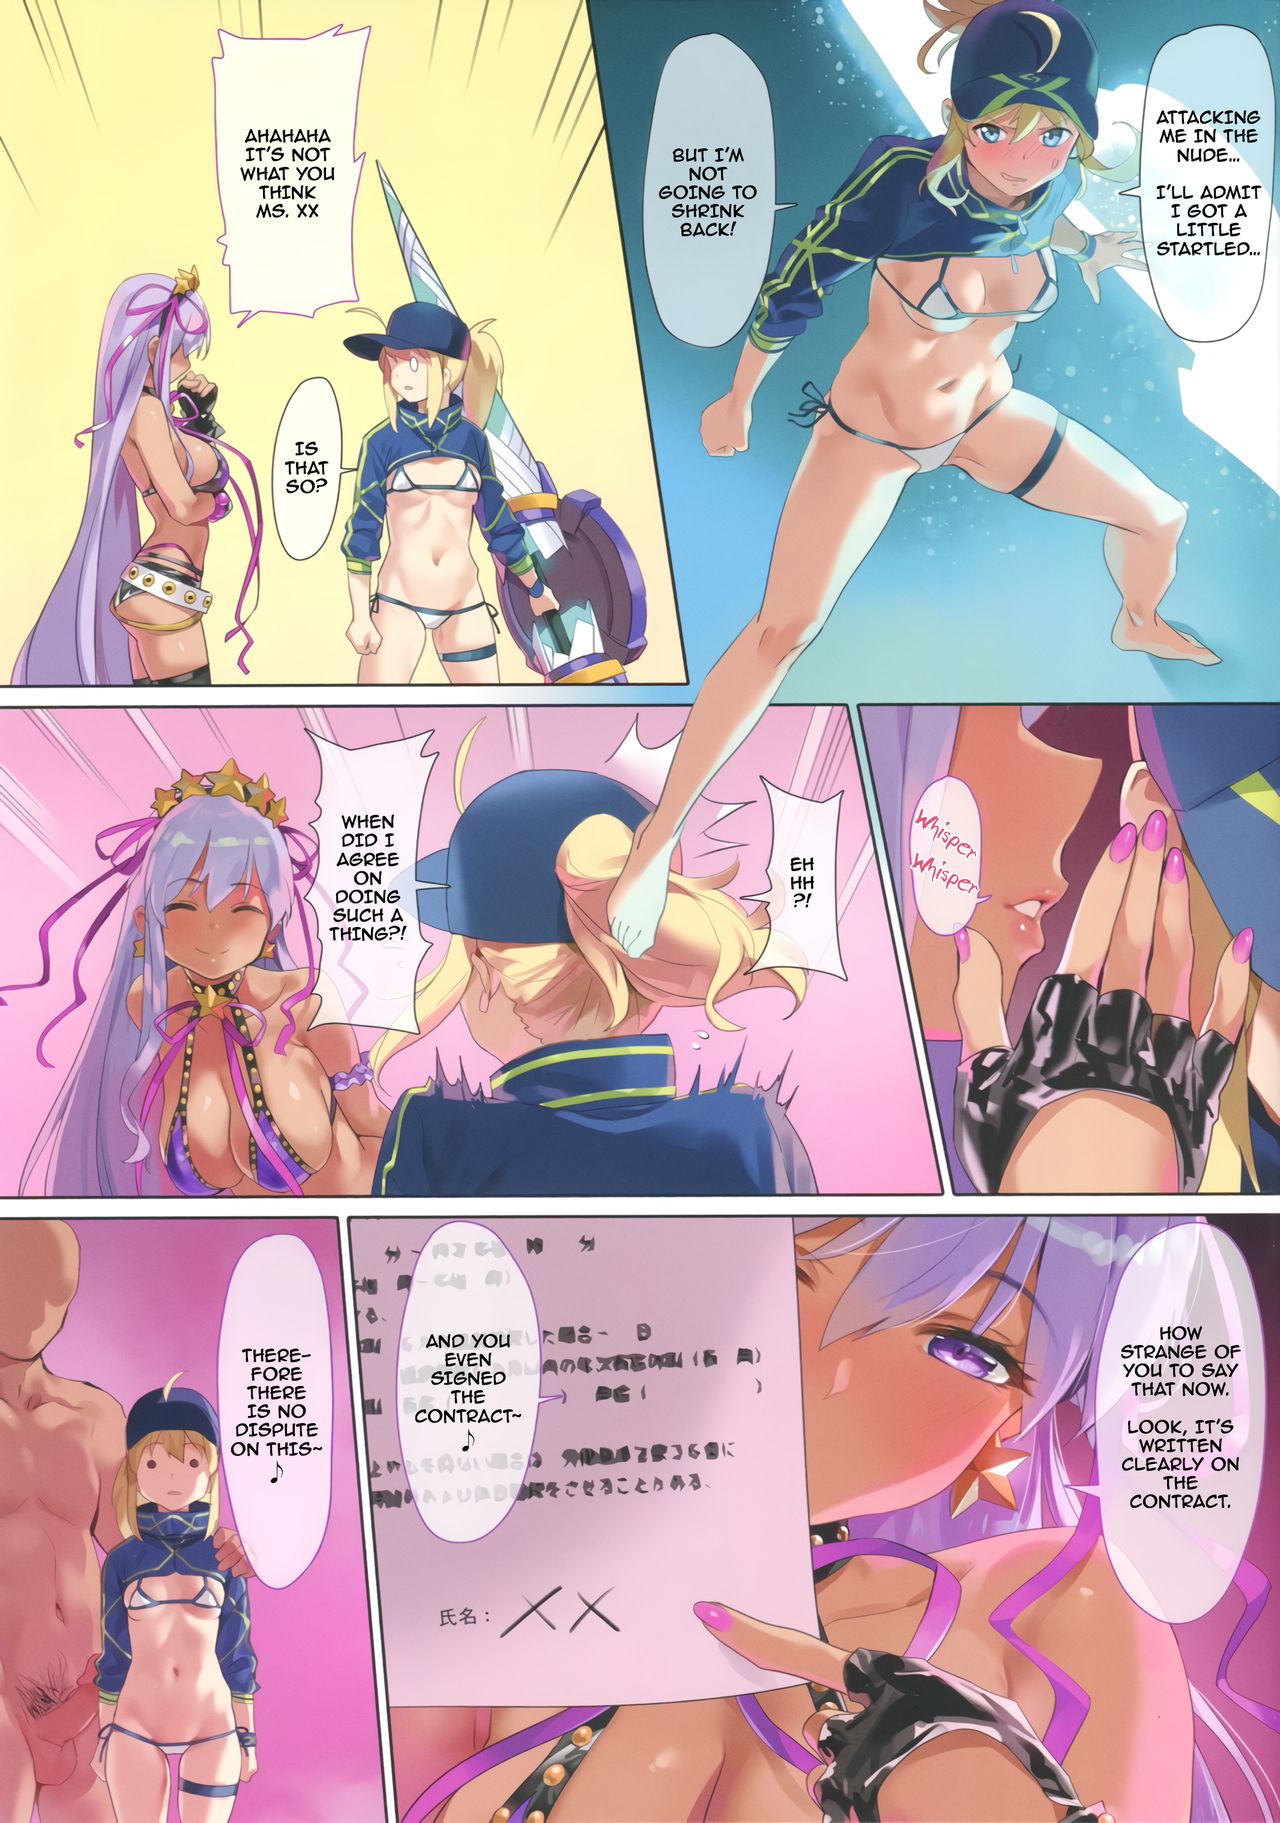 ATTACKING
ME IN THE
NUDE...
I'LL ADMIT
I GOT A
LITTLE
STARTLED...
BUT I'M
NOT
GOING TO
SHRINK
BACK!
AHAHAHA
IT'S NOT
WHAT YOU
THINK
MS. XX
IS
THAT
SO?
Whisper
Whisper
EH
HH
?!
WHEN
DID I
AGREE
ON
DOING
SUCH A
THING?!
HOW
STRANGE OF
YOU TO SAY
THAT NOW.
LOOK, IT'S
WRITTEN
CLEARLY ON
THE
CONTRACT.
AND YOU
EVEN
SIGNED
THE
CONTRACT~
♪
氏名： XX
THERE-
FORE THERE
IS NO
DISPUTE
ON THIS~
♪